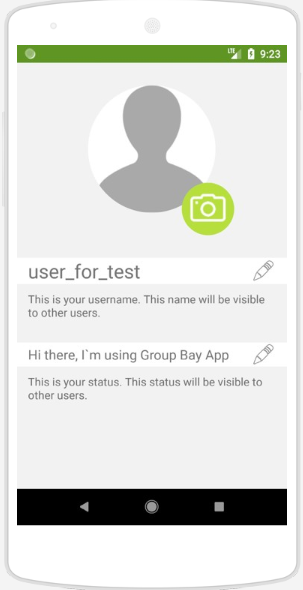 LTE 9:23
user_for_test
This is your username. This name will be visible
to other users.
Hi there, I`m using Group Bay App
This is your status. This status will be visible to
other users.